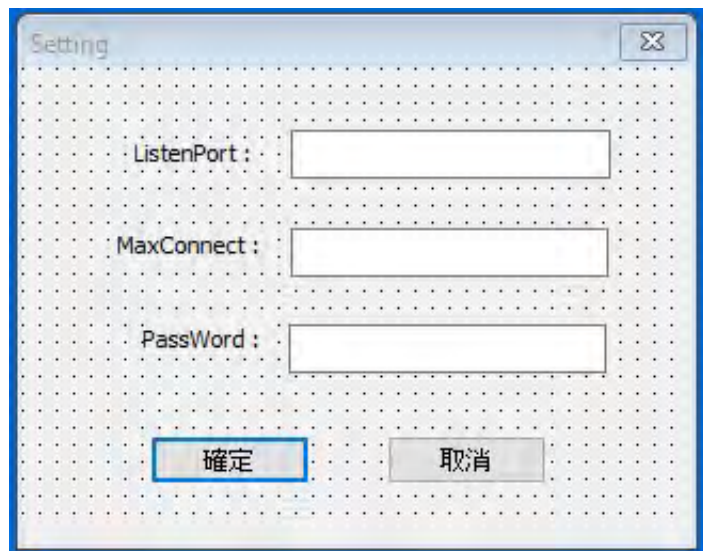 Setting
ListenPort :
MaxConnect :
PassWord :
確定 取消